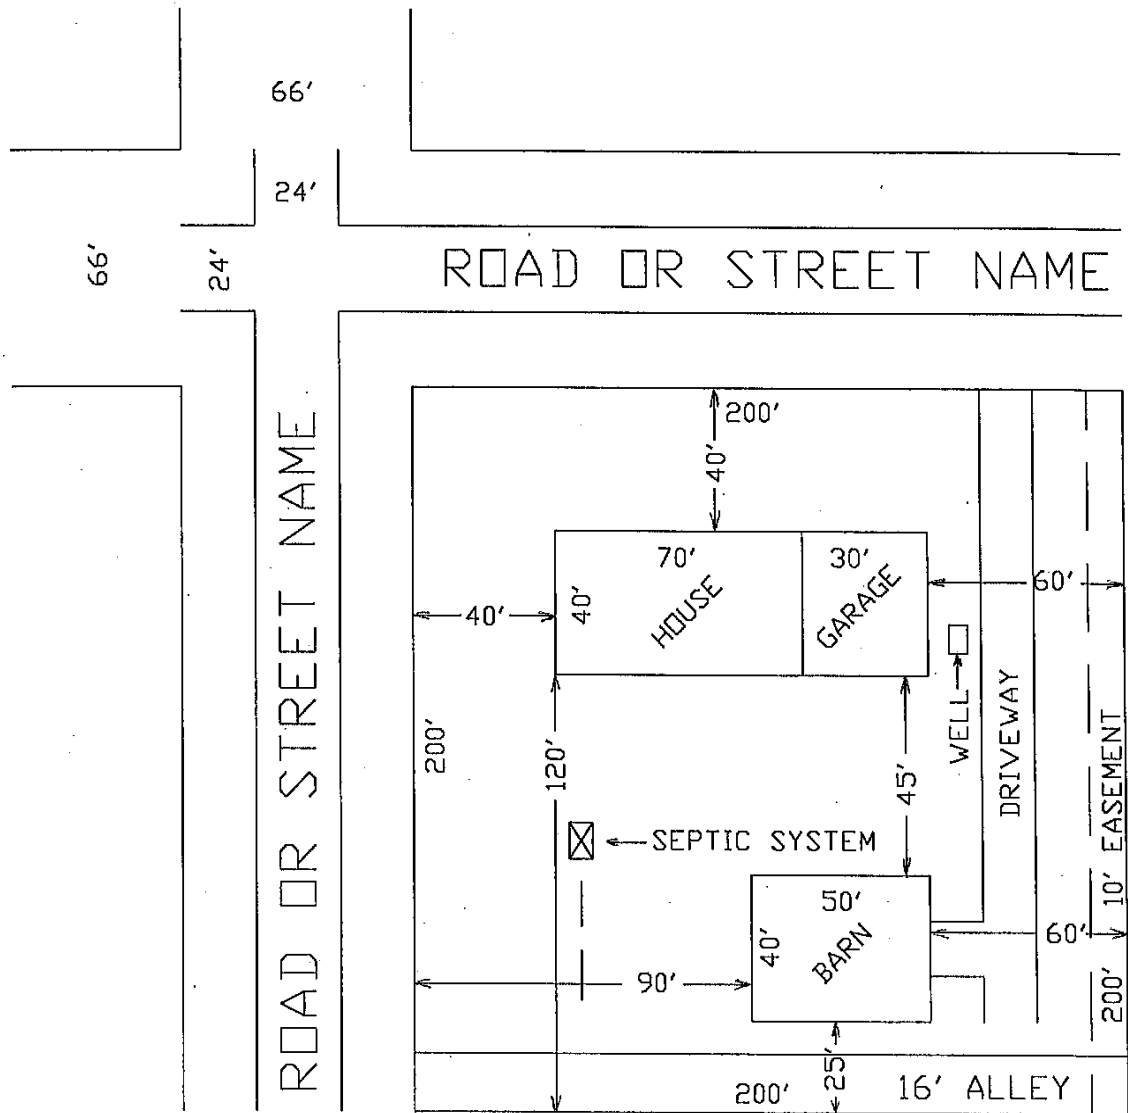 66'
24'
66'
24'
ROAD OR STREET NAME
ROAD OR STREET NAME
200'
40'
70'
30'
40'
HOUSE
GARAGE
60'
40'
WELL
DRIVEWAY
200'
120'
45'
10' EASEMENT
SEPTIC SYSTEM
50'
40'
BARN
60'
90'
200'
25'
200'
16' ALLEY